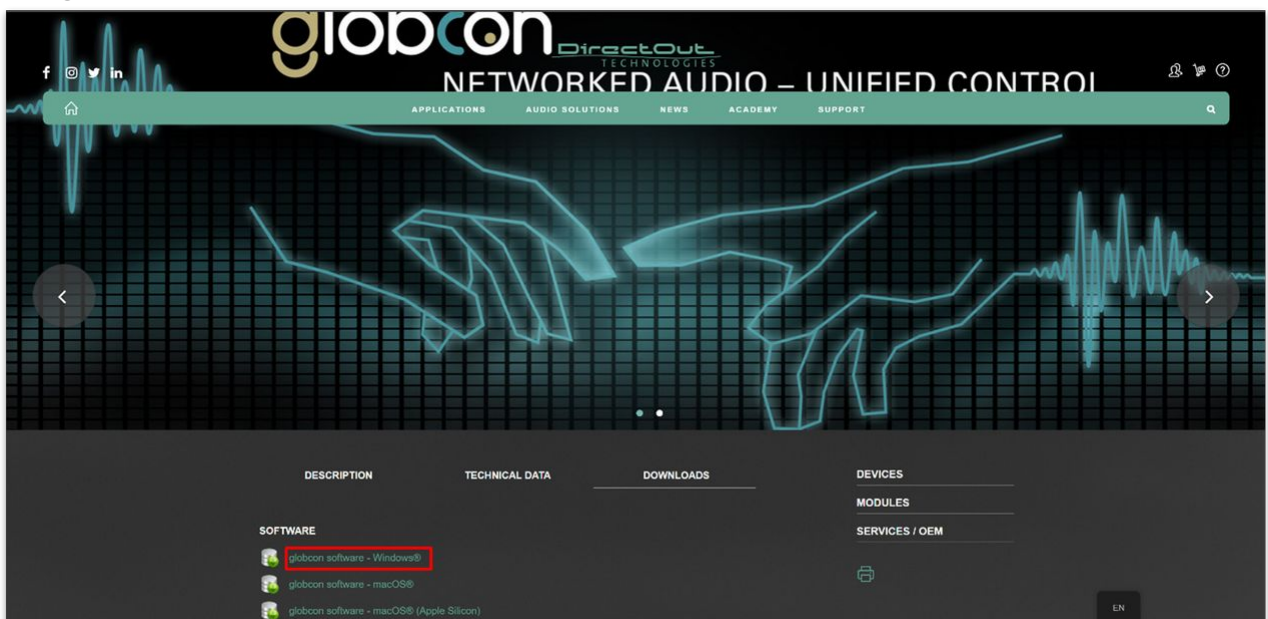 globcon
DirectOut
TECHNOLOGIES
NETWORKED AUDIO – UNIFIED CONTROL
APPLICATIONS
AUDIO SOLUTIONS
NEWS
ACADEMY
SUPPORT
DESCRIPTION
TECHNICAL DATA
DOWNLOADS
SOFTWARE
globcon software - Windows®
globcon software - macOS®
globcon software - macOS® (Apple Silicon)
DEVICES
MODULES
SERVICES / OEM
EN